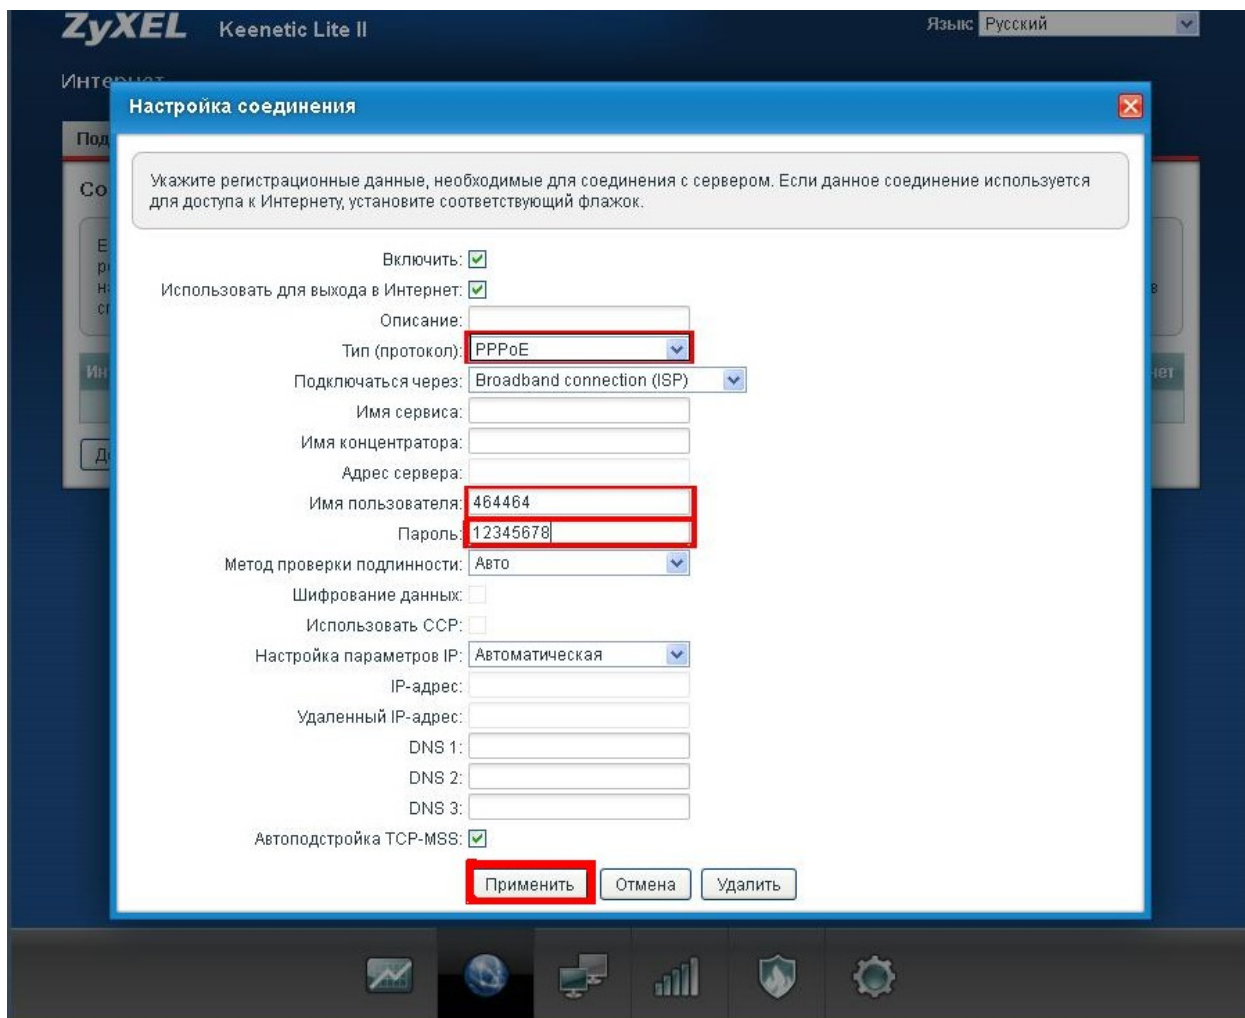 ZyXEL Keenetic Lite II
Язык: Русский
Интернет
Настройка соединения
Под
Со
Укажите регистрационные данные, необходимые для соединения с сервером. Если данное соединение используется
для доступа к Интернету, установите соответствующий флажок.
Включить:
Использовать для выхода в Интернет:
Описание:
Тип (протокол): PPPoE
Подключаться через: Broadband connection (ISP)
Имя сервиса:
Имя концентратора:
Адрес сервера:
Имя пользователя: 464464
Пароль: 12345678
Метод проверки подлинности: Авто
Шифрование данных:
Использовать CCP:
Настройка параметров IP: Автоматическая
IP-адрес:
Удаленный IP-адрес:
DNS 1:
DNS 2:
DNS 3:
Автоподстройка TCP-MSS:
Применить Отмена Удалить